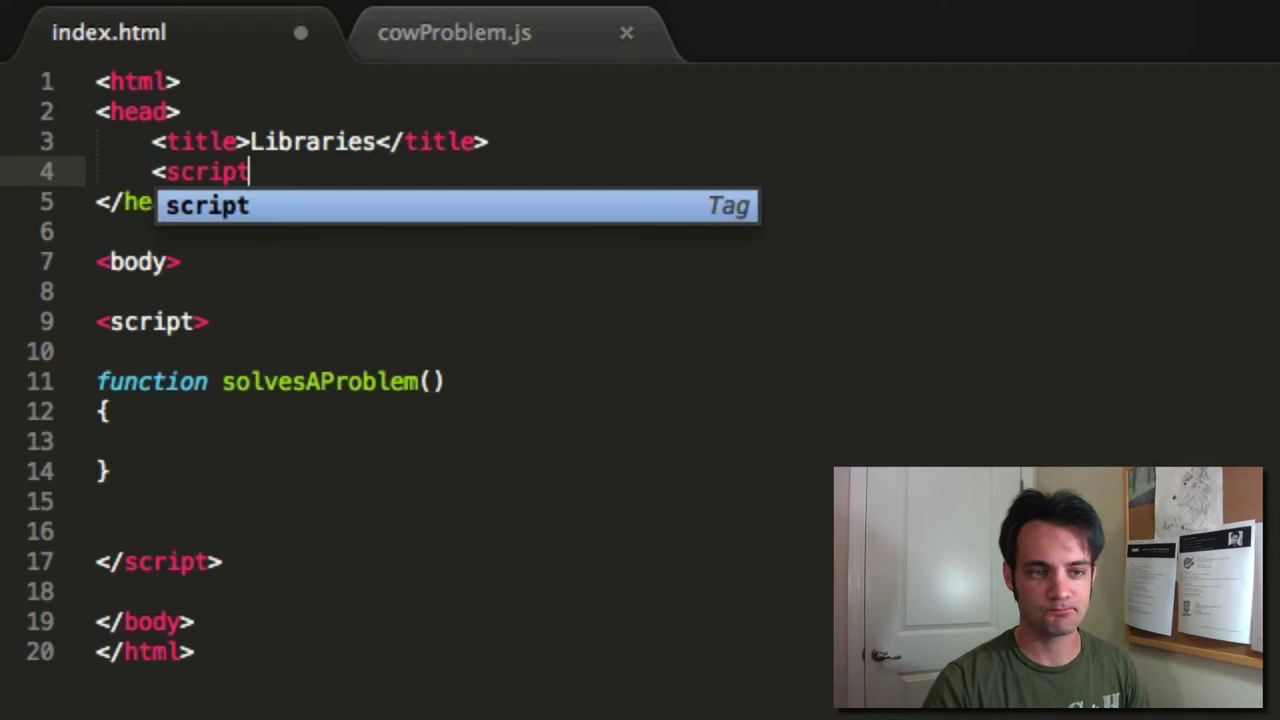 index.html
cowProblem.js
1 <html>
2 <head>
3 <title>Libraries</title>
4 <script
5 </he
script Tag
6
7 <body>
8
9 <script>
10
11 function solvesAProblem()
12 {
13
14 }
15
16
17 </script>
18
19 </body>
20 </html>